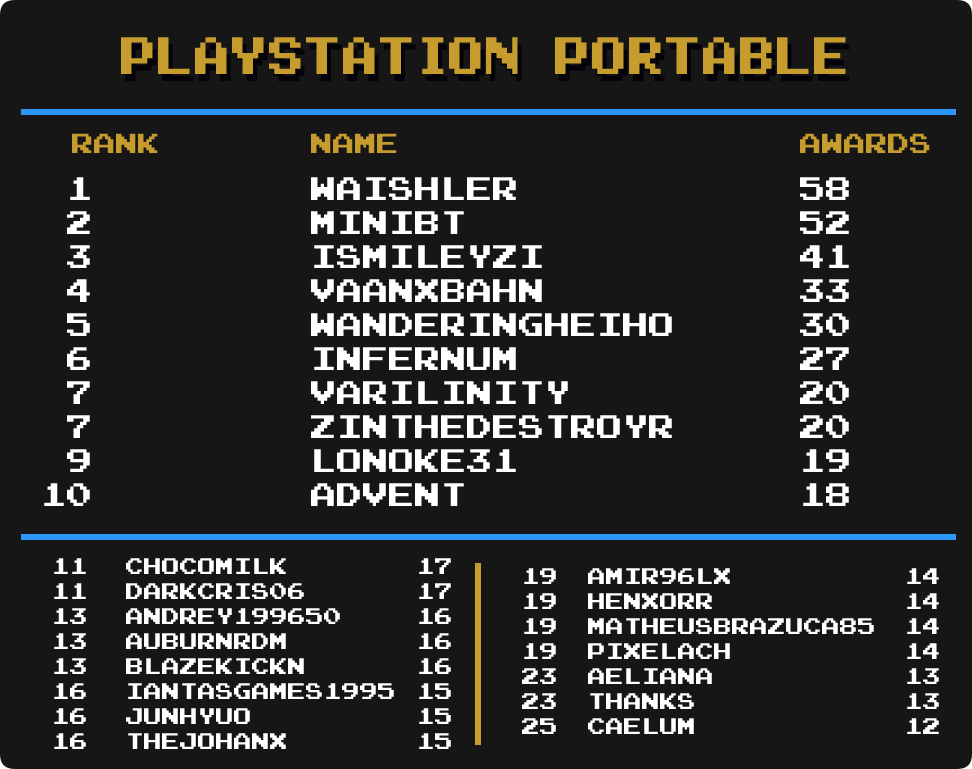 PLAYSTATION PORTABLE
RANK NAME AWARDS
1 WAISHLER 58
2 MINIBT 52
3 ISMILEYZI 41
4 VAANXBAHN 33
5 WANDERINGHEIHO 30
6 INFERNUM 27
7 VARILINITY 20
7 ZINTHEDESTROYR 20
9 LONOKE31 19
10 ADVENT 18
11 CHOCOMILK 17
11 DARKCRIS06 17
13 ANDREY199650 16
13 AUBURNRDM 16
13 BLAZEKICKN 16
16 IANTASGAMES1995 15
16 JUNHYUO 15
16 THEJOHANX 15
19 AMIR96LX 14
19 HENXORR 14
19 MATHEUSBRAZUCA85 14
19 PIXELACH 14
23 AELIANA 13
23 THANKS 13
25 CAELUM 12